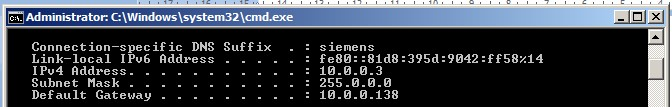 Administrator: C:\Windows\system32\cmd.exe
Connection-specific DNS Suffix  . : siemens
Link-local IPv6 Address . . . . . : fe80::81d8:395d:9042:ff58%14
IPv4 Address. . . . . . . . . . . : 10.0.0.3
Subnet Mask . . . . . . . . . . . : 255.0.0.0
Default Gateway . . . . . . . . . : 10.0.0.138